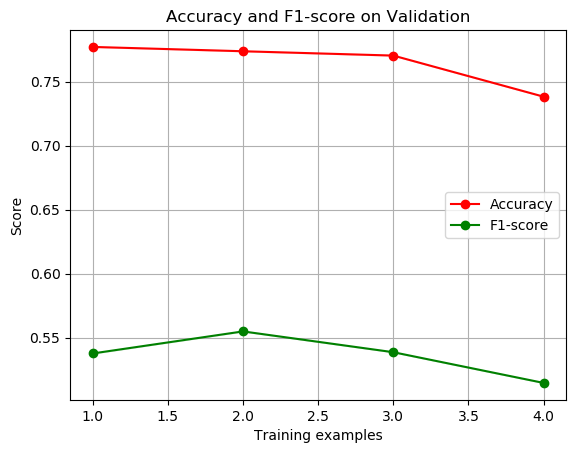 Accuracy and F1-score on Validation
Score
0.75
0.70
0.65
0.60
0.55
Accuracy
F1-score
1.0 1.5 2.0 2.5 3.0 3.5 4.0
Training examples